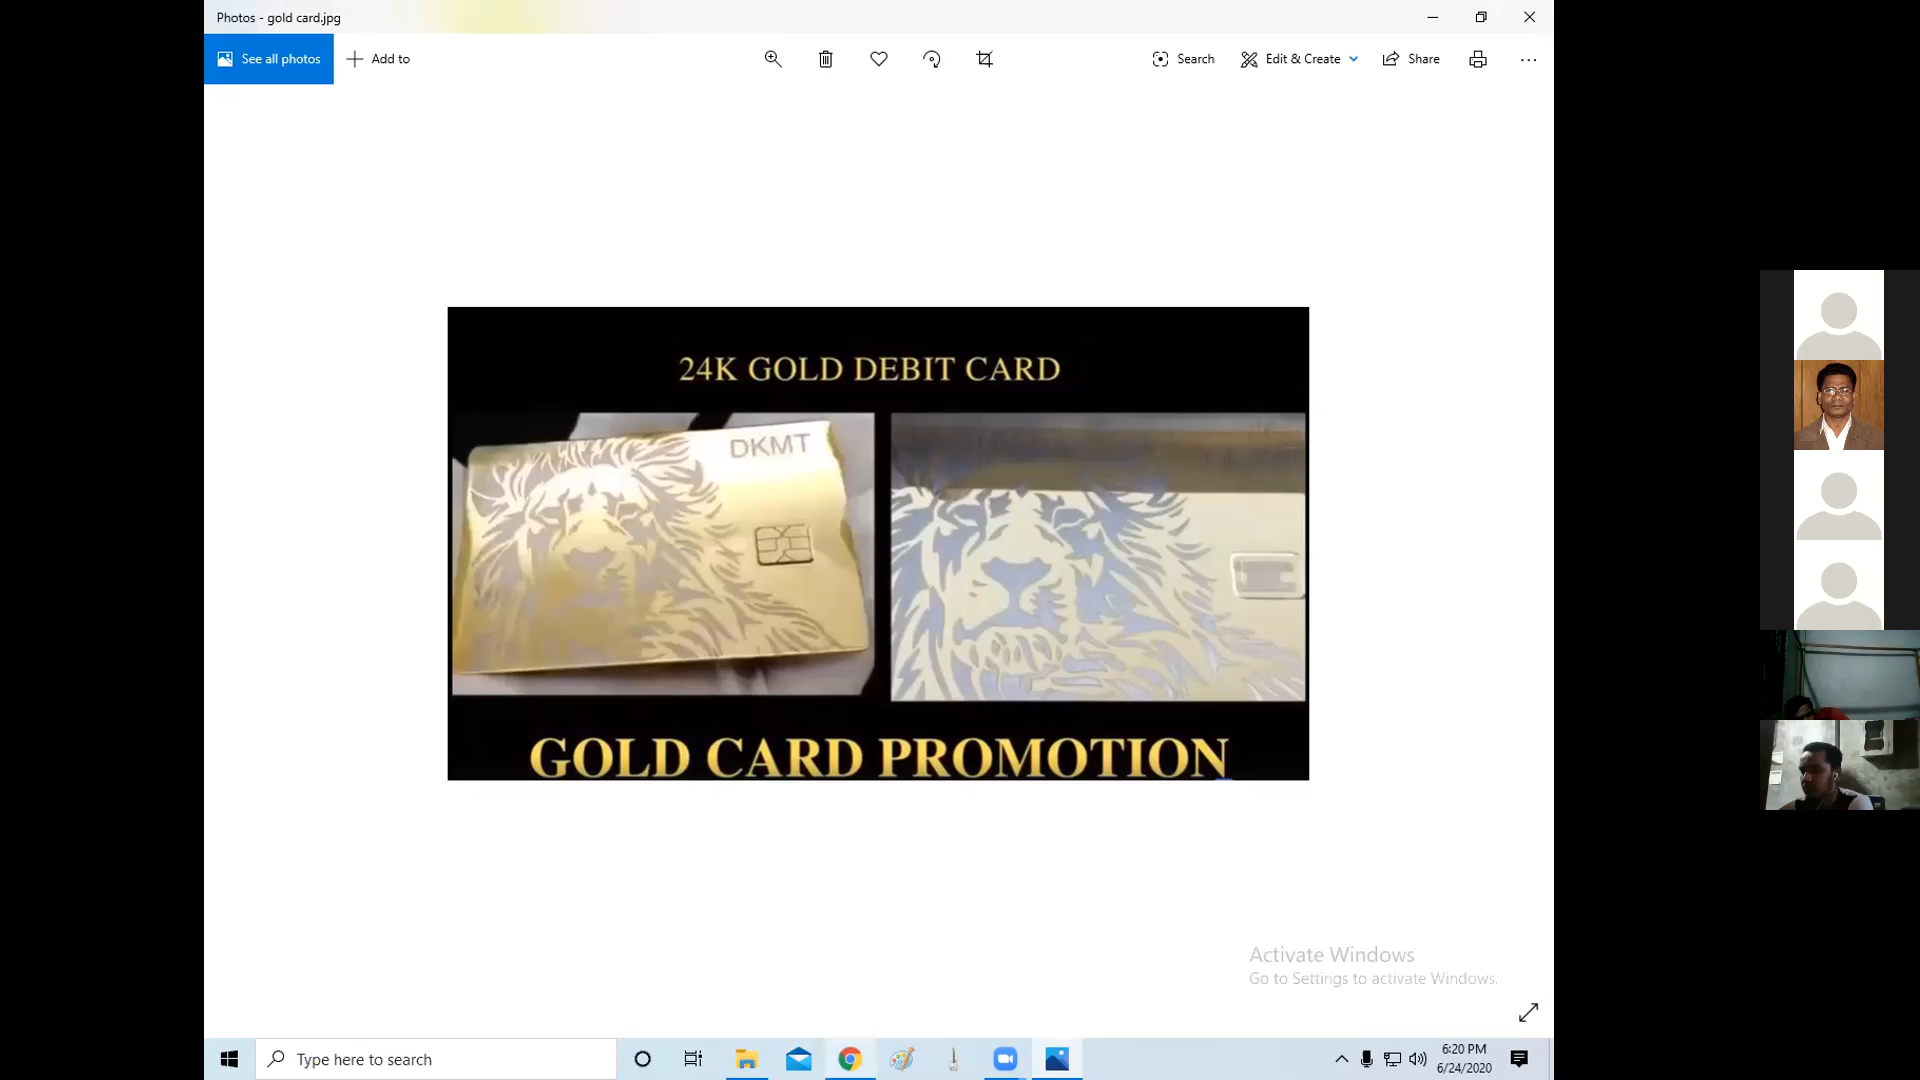 Photos - gold card.jpg
See all photos
Add to
Search
Edit & Create
Share
24K GOLD DEBIT CARD
DKMT
GOLD CARD PROMOTION
Activate Windows
Go to Settings to activate Windows.
Type here to search
6:20 PM
6/24/2020